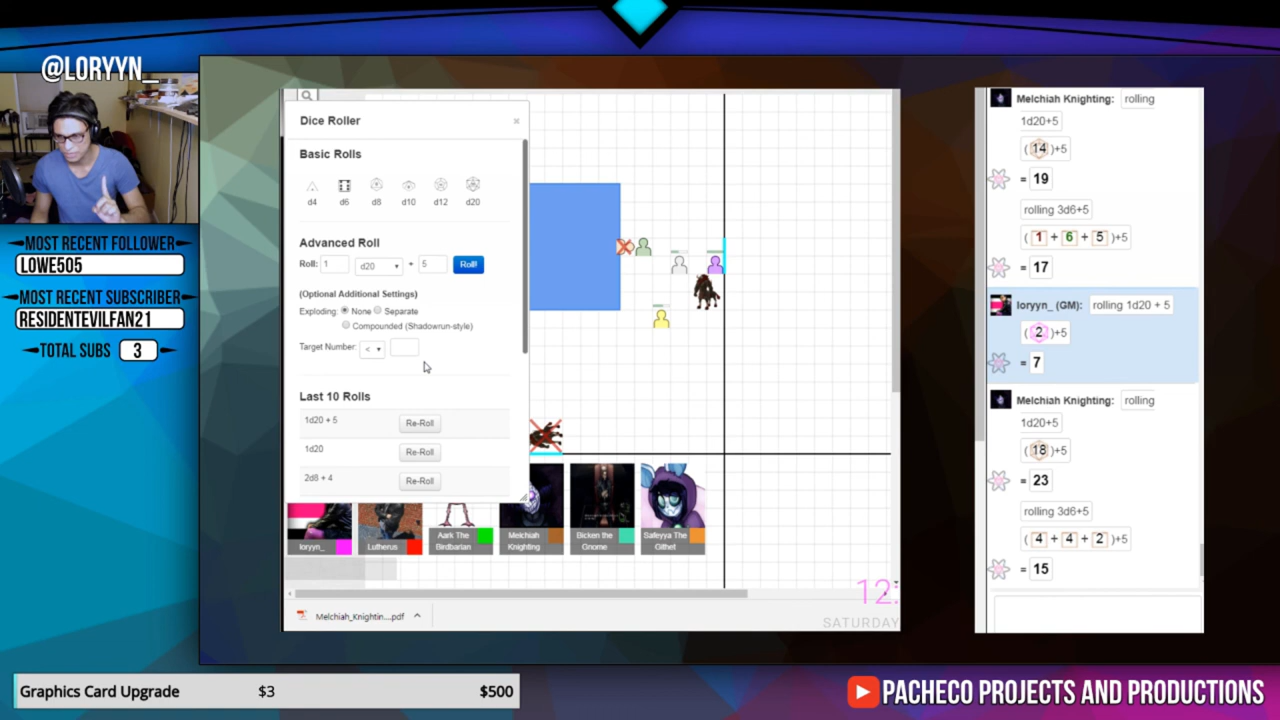 @LORYYN_
MOST RECENT FOLLOWER
LOWE505
MOST RECENT SUBSCRIBER
RESIDENTEVILFAN21
TOTAL SUBS 3
Dice Roller ×
Basic Rolls
d4 d6 d8 d10 d12 d20
Advanced Roll
Roll: 1 d20 + 5 Roll!
(Optional Additional Settings)
Exploding: None Separate
Compounded (Shadowrun-style)
Target Number: <
Last 10 Rolls
1d20 + 5 Re-Roll
1d20 Re-Roll
2d8 + 4 Re-Roll
loryyn_
Lutherus
Aark The
Birdbarian
Melchiah
Knighting
Bicken the
Gnome
Safeyya The
Githet
Melchiah_Knightin....pdf
12:
SATURDAY
Melchiah Knighting: rolling
1d20+5
(14)+5
= 19
rolling 3d6+5
(1+6+5)+5
= 17
loryyn_ (GM): rolling 1d20 + 5
(2)+5
= 7
Melchiah Knighting: rolling
1d20+5
(18)+5
= 23
rolling 3d6+5
(4+4+2)+5
= 15
Graphics Card Upgrade $3 $500
PACHECO PROJECTS AND PRODUCTIONS